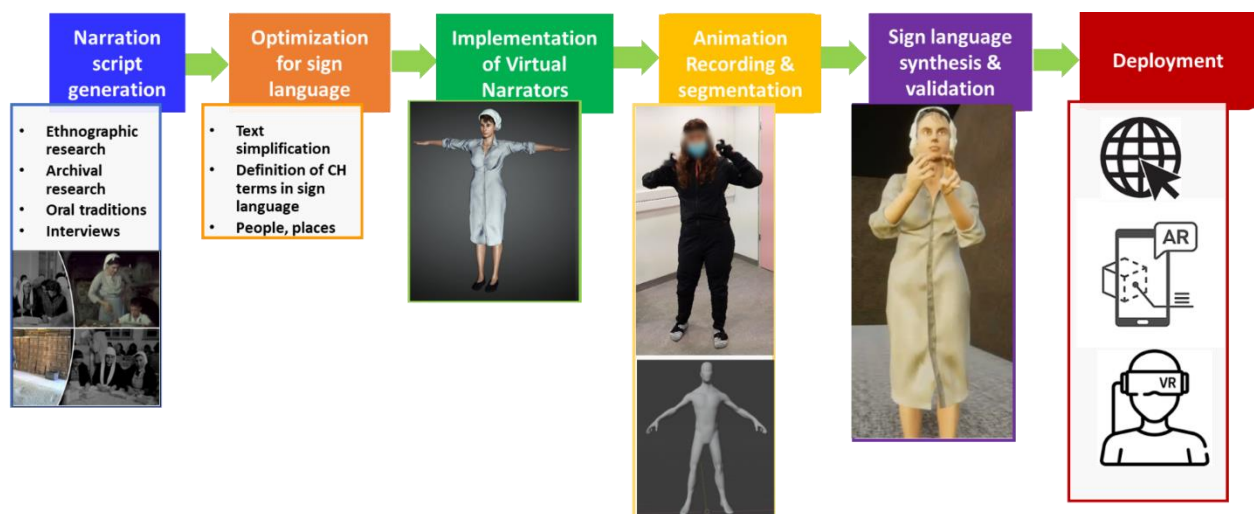 Narration
script
generation
Optimization
for sign
language
Implementation
of Virtual
Narrators
Animation
Recording &
segmentation
Sign language
synthesis &
validation
Deployment
• Ethnographic
research
• Archival
research
• Oral traditions
• Interviews
• Text
simplification
• Definition of CH
terms in sign
language
• People, places
AR
VR